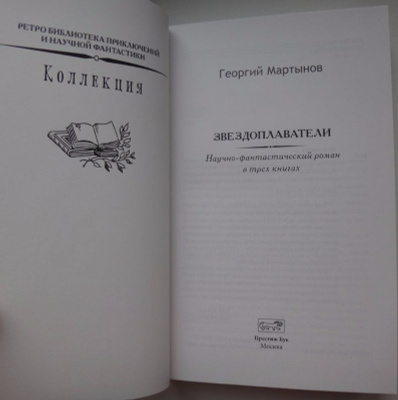 РЕТРО БИБЛИОТЕКА ПРИКЛЮЧЕНИЙ
И НАУЧНОЙ ФАНТАСТИКИ
КОЛЛЕКЦИЯ
Георгий Мартынов
ЗВЕЗДОПЛАВАТЕЛИ
Научно-фантастический роман
в трех книгах
Престиж Бук
Москва